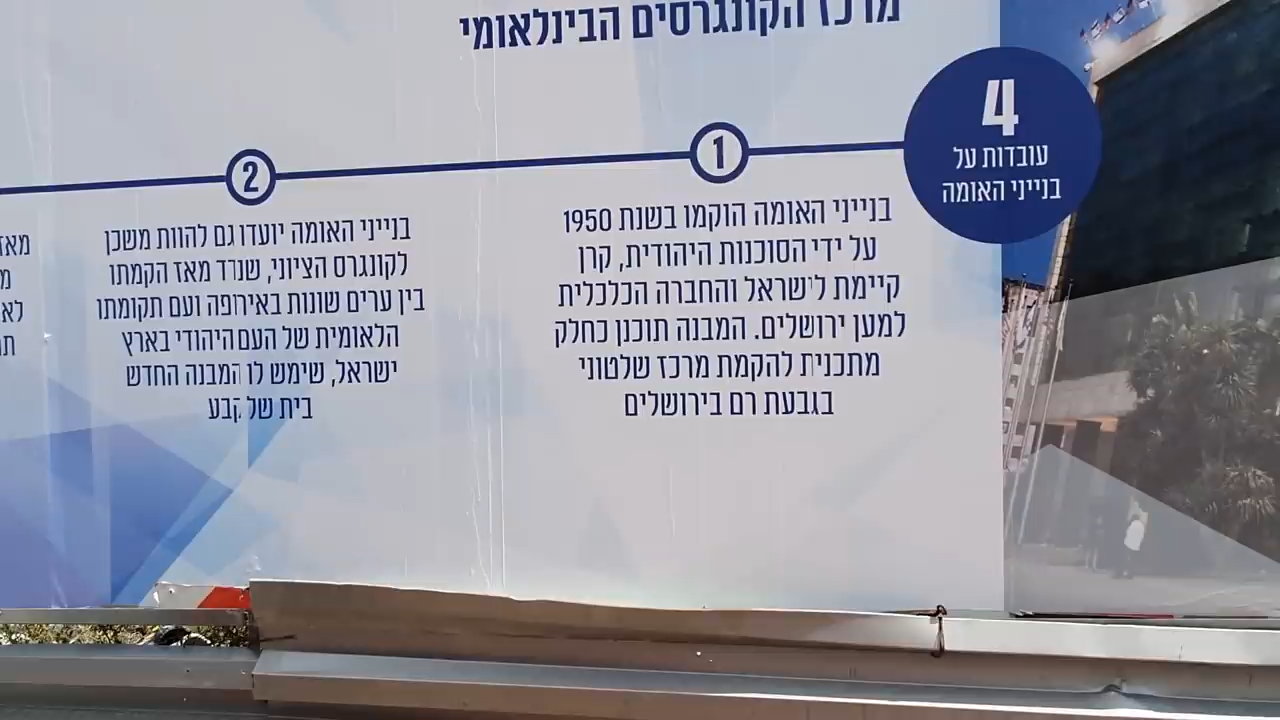 מרכז הקונגרסים הבינלאומי
4
עובדות על
בנייני האומה
1
בנייני האומה הוקמו בשנת 1950
על ידי הסוכנות היהודית, קרן
קיימת לישראל והחברה הכלכלית
למען ירושלים. המבנה תוכנן כחלק
מתכנית להקמת מרכז שלטוני
בגבעת רם בירושלים
2
בנייני האומה יועדו גם להוות משכן
לקונגרס הציוני, שנדד מאז הקמתו
בין ערים שונות באירופה ועם תקומתו
הלאומית של העם היהודי בארץ
ישראל, שימש לו המבנה החדש
בית של קבע
מאז